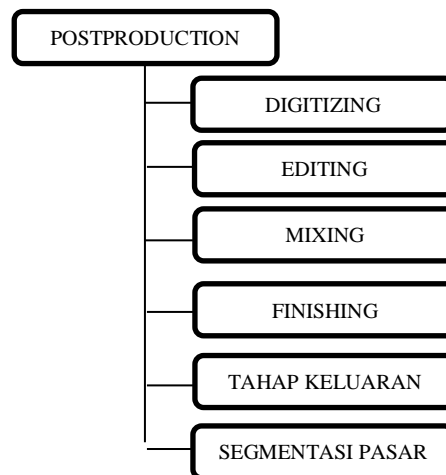 POSTPRODUCTION
DIGITIZING
EDITING
MIXING
FINISHING
TAHAP KELUARAN
SEGMENTASI PASAR